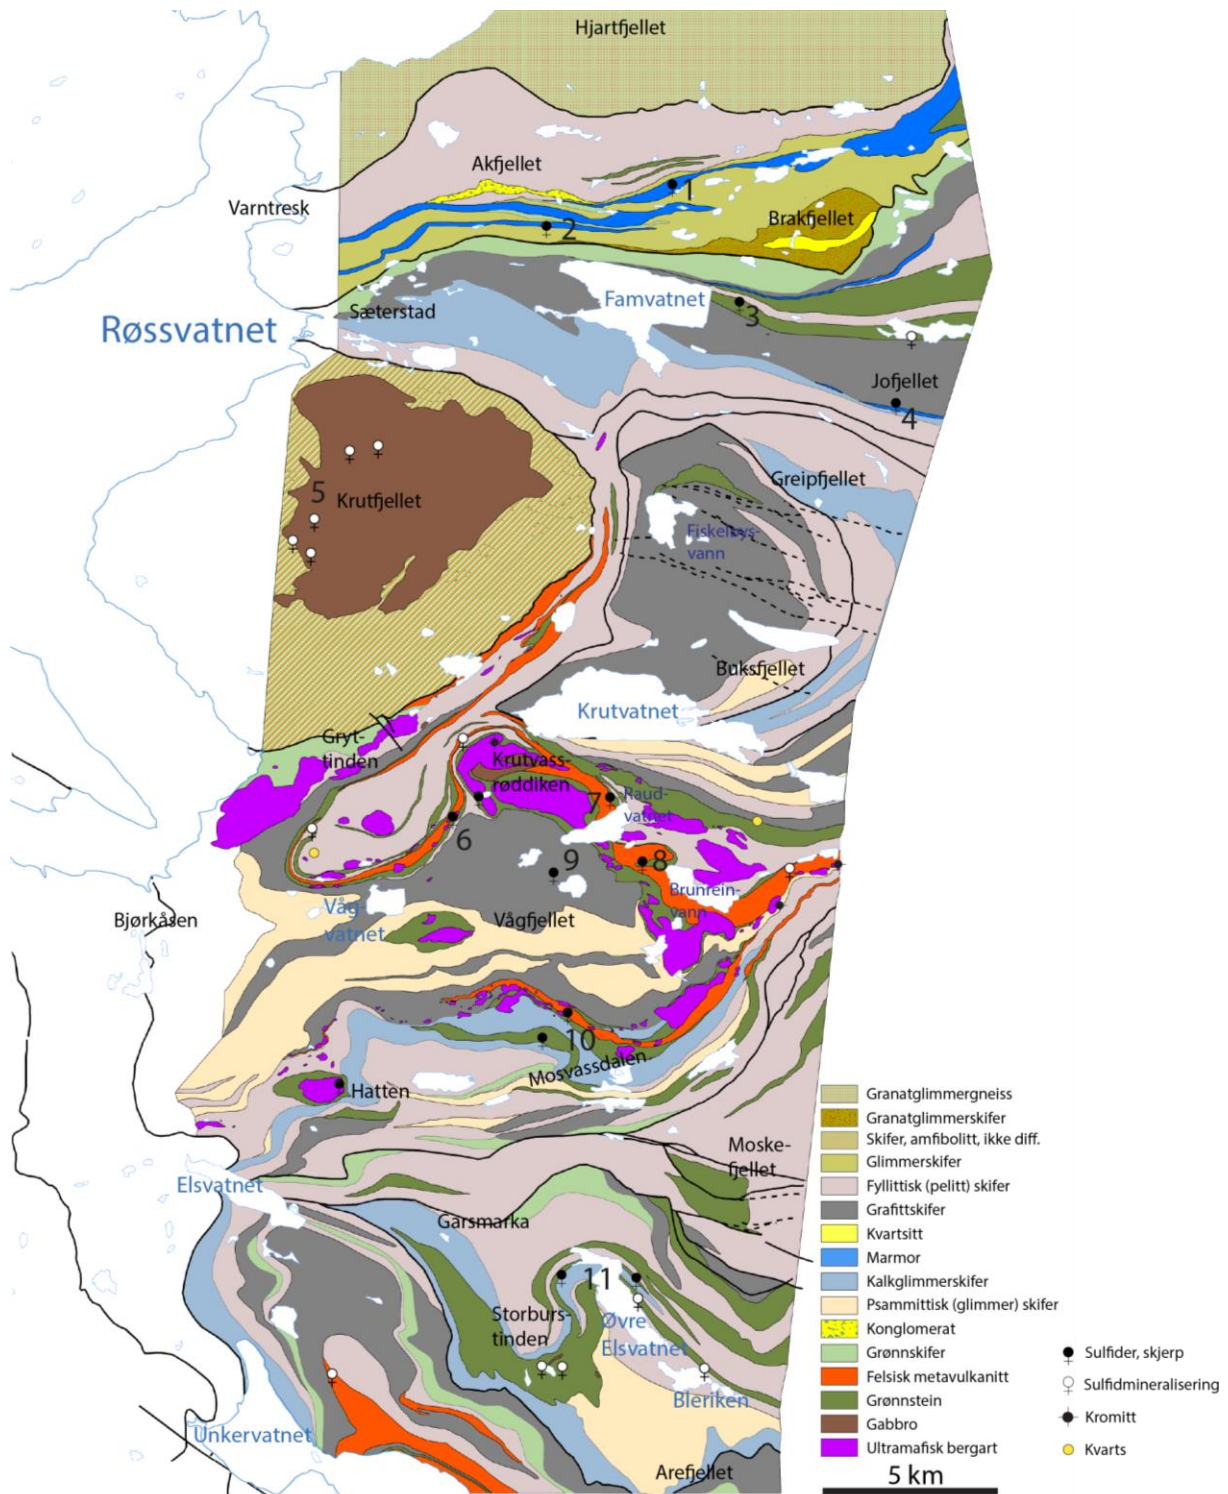 Hjartfjellet
Akfjellet
Varntresk
1
Brakfjellet
2
Famvatnet
Sæterstad
3
Røssvatnet
Jofjellet
4
Greipfjellet
5
Krutfjellet
vann
Buksfjellet
Krutvatnet
Gryt-
tinden
Krutvass-
røddiken
7
Raud-
vatnet
6
9
8
Brunrein-
vann
Bjørkåsen
Våg-
vatnet
Vågfjellet
10
Mosvassdalen
Hatten
Moske-
fjellet
Elsvatnet
Garsmarka
11
Storburs-
tinden
Øvre
Elsvatnet
Bleriken
Unkervatnet
Arefjellet
Granatglimmergneiss
Granatglimmerskifer
Skifer, amfibolitt, ikke diff.
Glimmerskifer
Fyllittisk (pelitt) skifer
Grafittskifer
Kvartsitt
Marmor
Kalkglimmerskifer
Psammittisk (glimmer) skifer
Konglomerat
Grønnskifer
Felsisk metavulkanitt
Grønnstein
Gabbro
Ultramafisk bergart
Sulfider, skjerp
Sulfidmineralisering
Kromitt
Kvarts
5 km